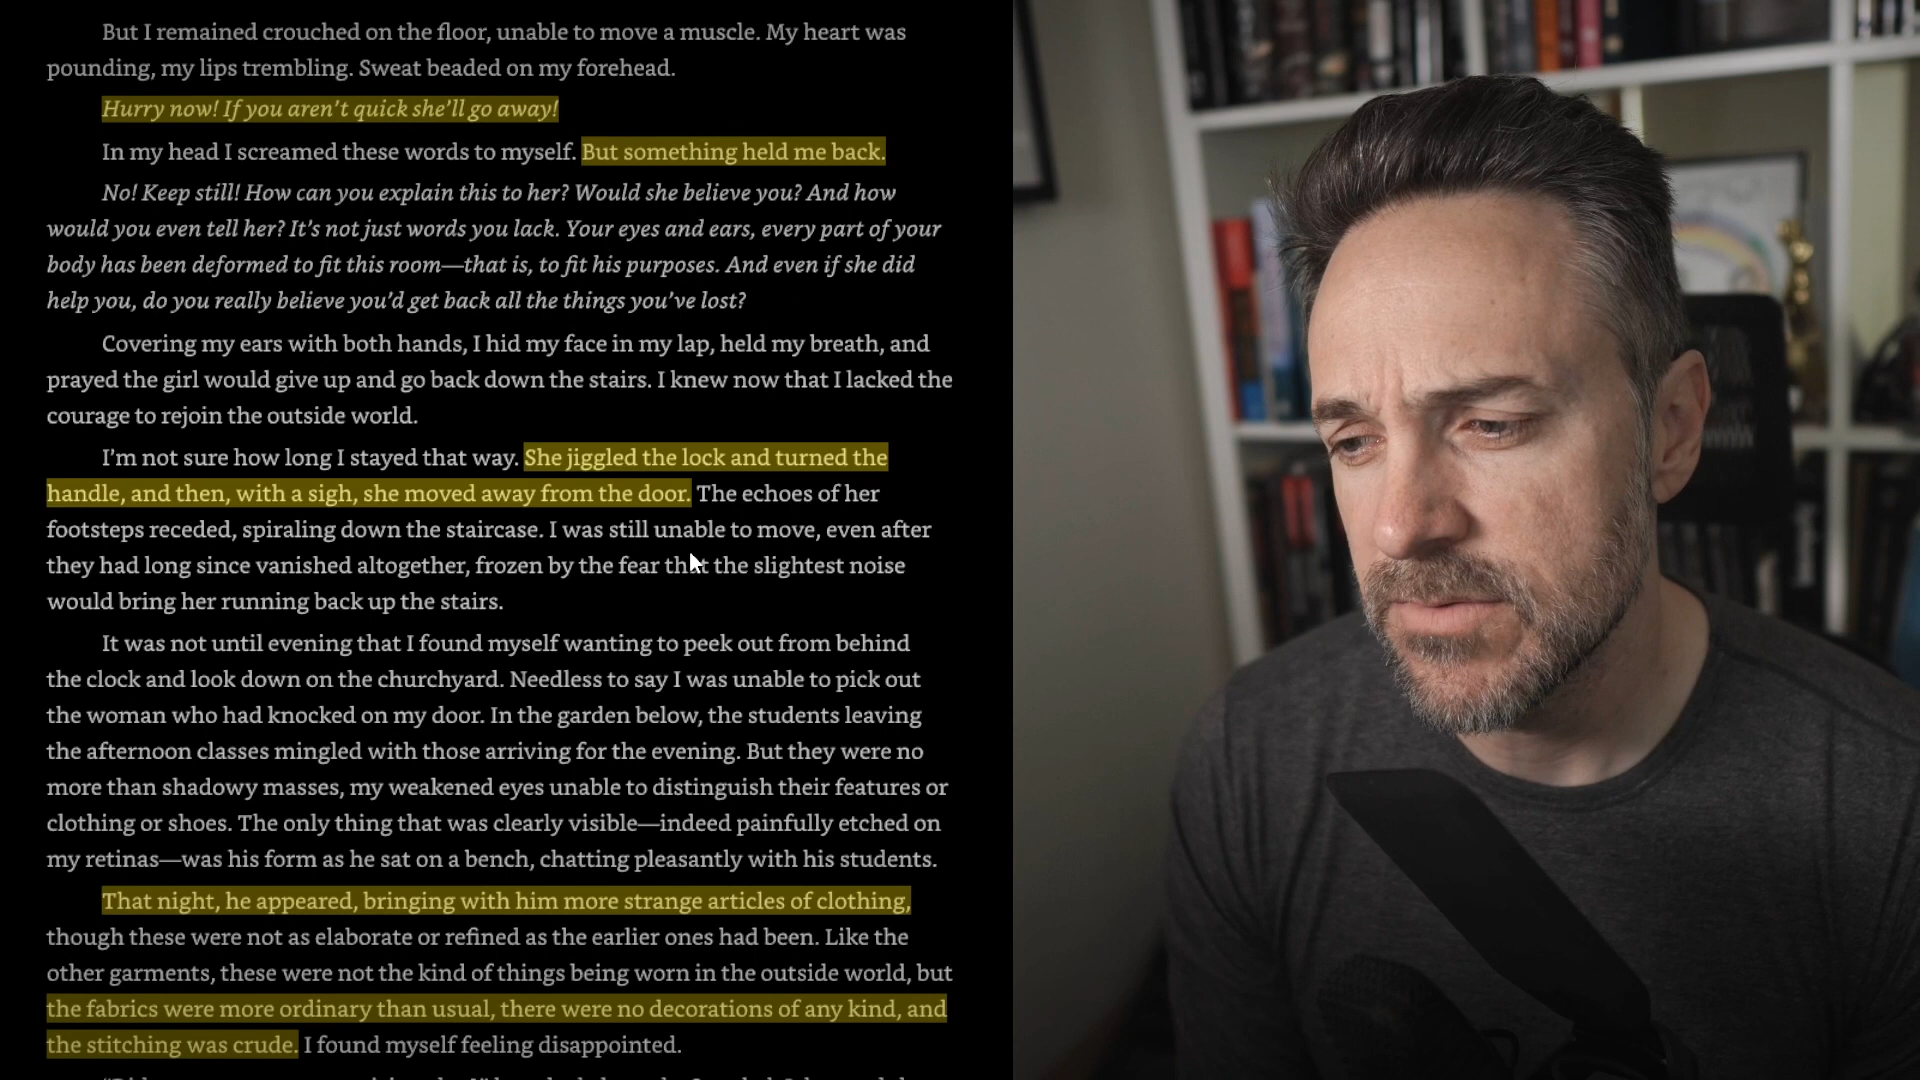 But I remained crouched on the floor, unable to move a muscle. My heart was
pounding, my lips trembling. Sweat beaded on my forehead.
Hurry now! If you aren’t quick she’ll go away!
In my head I screamed these words to myself. But something held me back.
No! Keep still! How can you explain this to her? Would she believe you? And how
would you even tell her? It’s not just words you lack. Your eyes and ears, every part of your
body has been deformed to fit this room—that is, to fit his purposes. And even if she did
help you, do you really believe you’d get back all the things you’ve lost?
Covering my ears with both hands, I hid my face in my lap, held my breath, and
prayed the girl would give up and go back down the stairs. I knew now that I lacked the
courage to rejoin the outside world.
I’m not sure how long I stayed that way. She jiggled the lock and turned the
handle, and then, with a sigh, she moved away from the door. The echoes of her
footsteps receded, spiraling down the staircase. I was still unable to move, even after
they had long since vanished altogether, frozen by the fear that the slightest noise
would bring her running back up the stairs.
It was not until evening that I found myself wanting to peek out from behind
the clock and look down on the churchyard. Needless to say I was unable to pick out
the woman who had knocked on my door. In the garden below, the students leaving
the afternoon classes mingled with those arriving for the evening. But they were no
more than shadowy masses, my weakened eyes unable to distinguish their features or
clothing or shoes. The only thing that was clearly visible—indeed painfully etched on
my retinas—was his form as he sat on a bench, chatting pleasantly with his students.
That night, he appeared, bringing with him more strange articles of clothing,
though these were not as elaborate or refined as the earlier ones had been. Like the
other garments, these were not the kind of things being worn in the outside world, but
the fabrics were more ordinary than usual, there were no decorations of any kind, and
the stitching was crude. I found myself feeling disappointed.